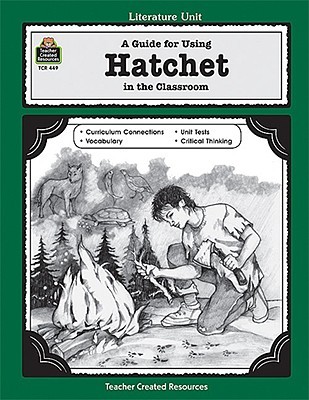 Literature Unit
Teacher
Created
Resources
TCR 449
A Guide for Using
Hatchet
in the Classroom
• Curriculum Connections
• Unit Tests
• Vocabulary
• Critical Thinking
Teacher Created Resources